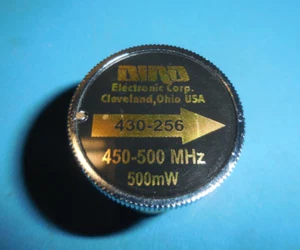 BIRD
Electronic Corp.
Cleveland,Ohio USA
430-256
450-500 MHz
500mW